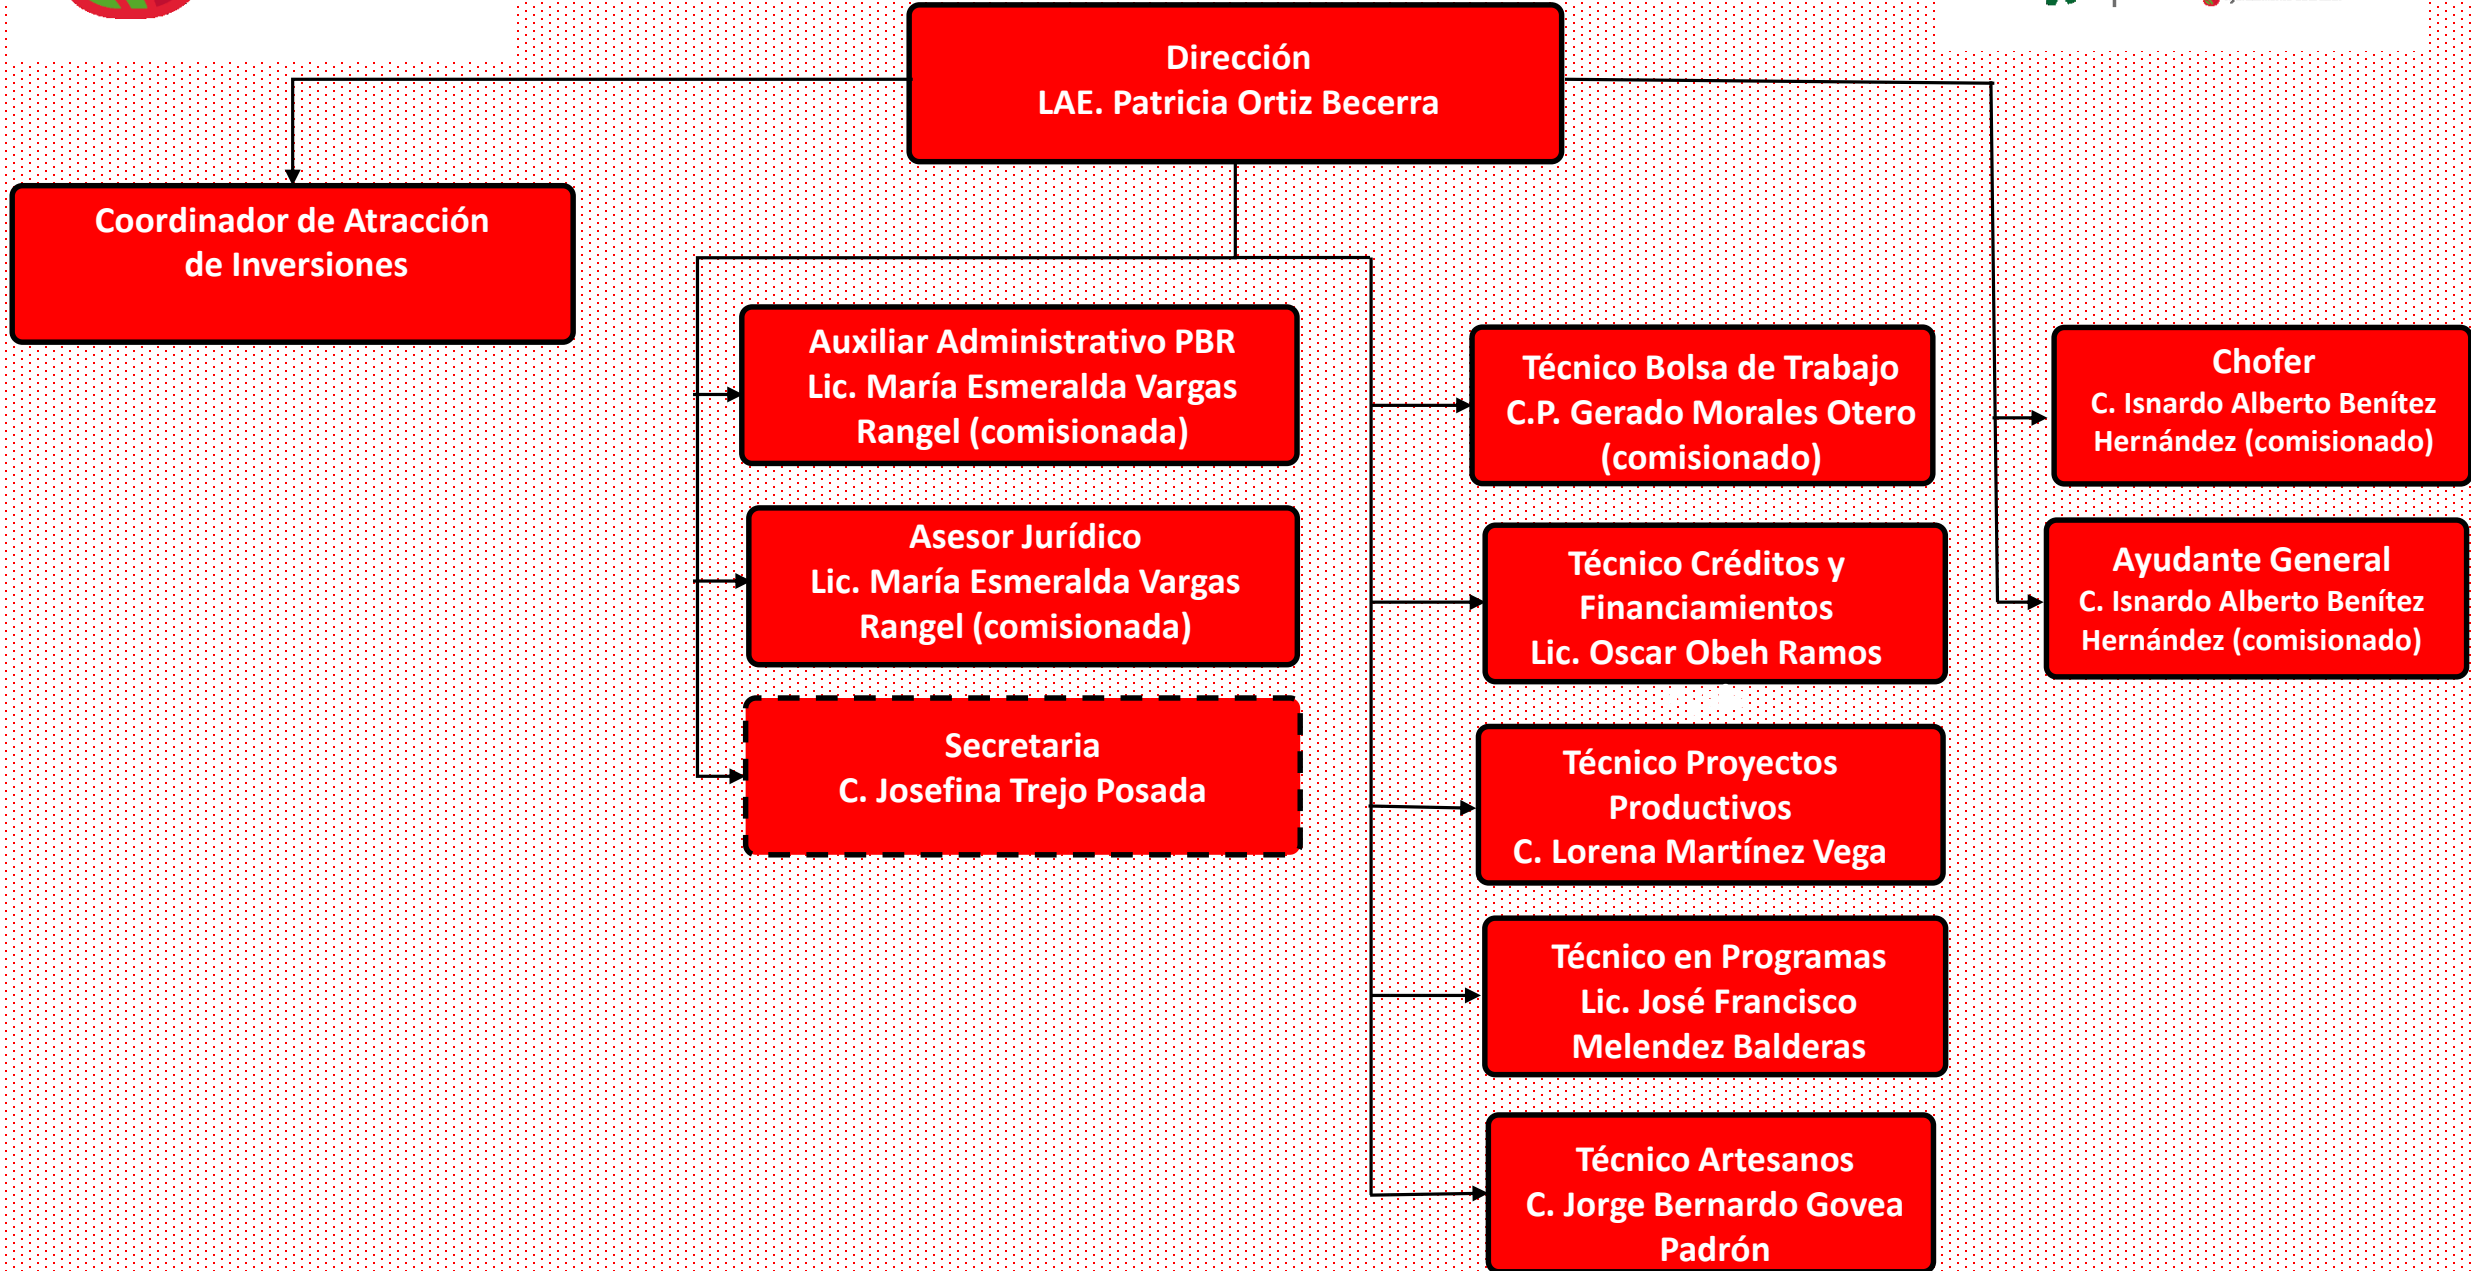 Dirección
LAE. Patricia Ortiz Becerra
Coordinador de Atracción
de Inversiones
Auxiliar Administrativo PBR
Lic. María Esmeralda Vargas
Rangel (comisionada)
Asesor Jurídico
Lic. María Esmeralda Vargas
Rangel (comisionada)
Secretaria
C. Josefina Trejo Posada
Técnico Bolsa de Trabajo
C.P. Gerado Morales Otero
(comisionado)
Técnico Créditos y
Financiamientos
Lic. Oscar Obeh Ramos
Técnico Proyectos
Productivos
C. Lorena Martínez Vega
Técnico en Programas
Lic. José Francisco
Melendez Balderas
Técnico Artesanos
C. Jorge Bernardo Govea
Padrón
Chofer
C. Isnardo Alberto Benítez
Hernández (comisionado)
Ayudante General
C. Isnardo Alberto Benítez
Hernández (comisionado)